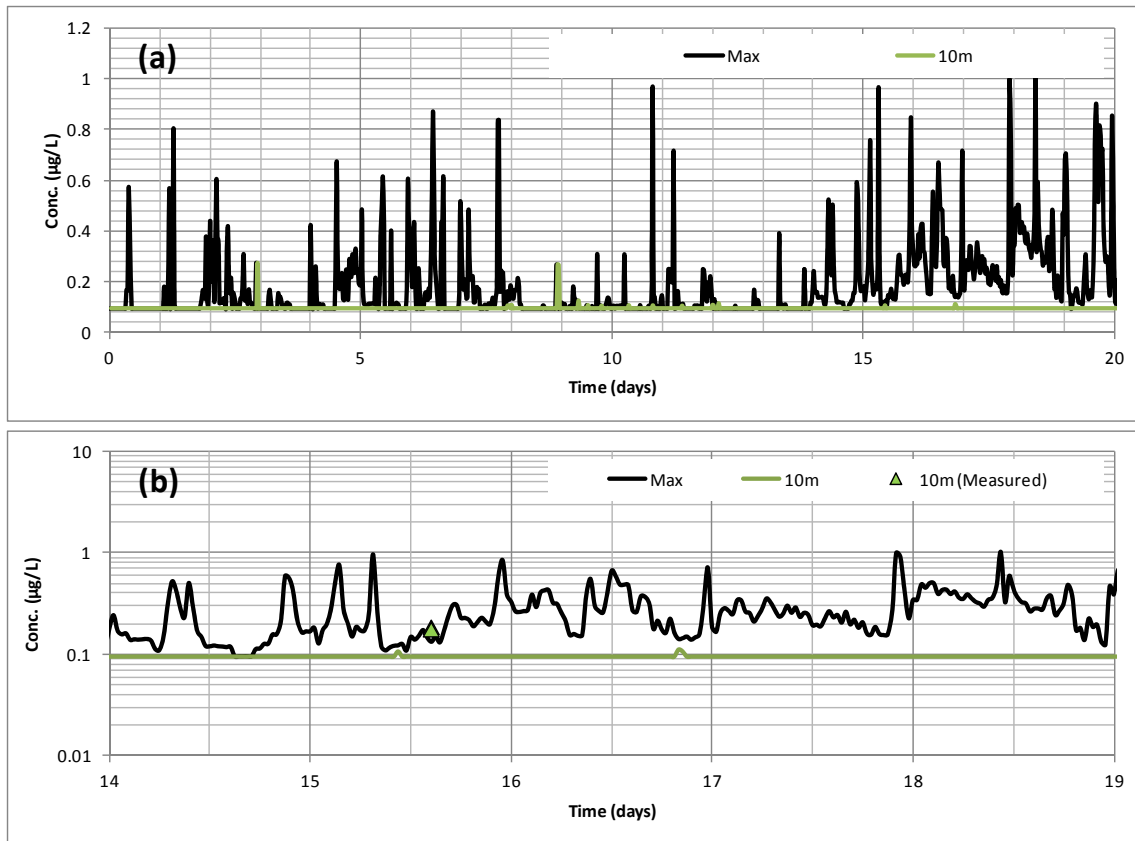 (a)
Max
10m
Conc. (µg/L)
1.2
1
0.8
0.6
0.4
0.2
0
0 5 10 15 20
Time (days)
(b)
Max
10m
10m (Measured)
Conc. (µg/L)
10
1
0.1
0.01
14 15 16 17 18 19
Time (days)